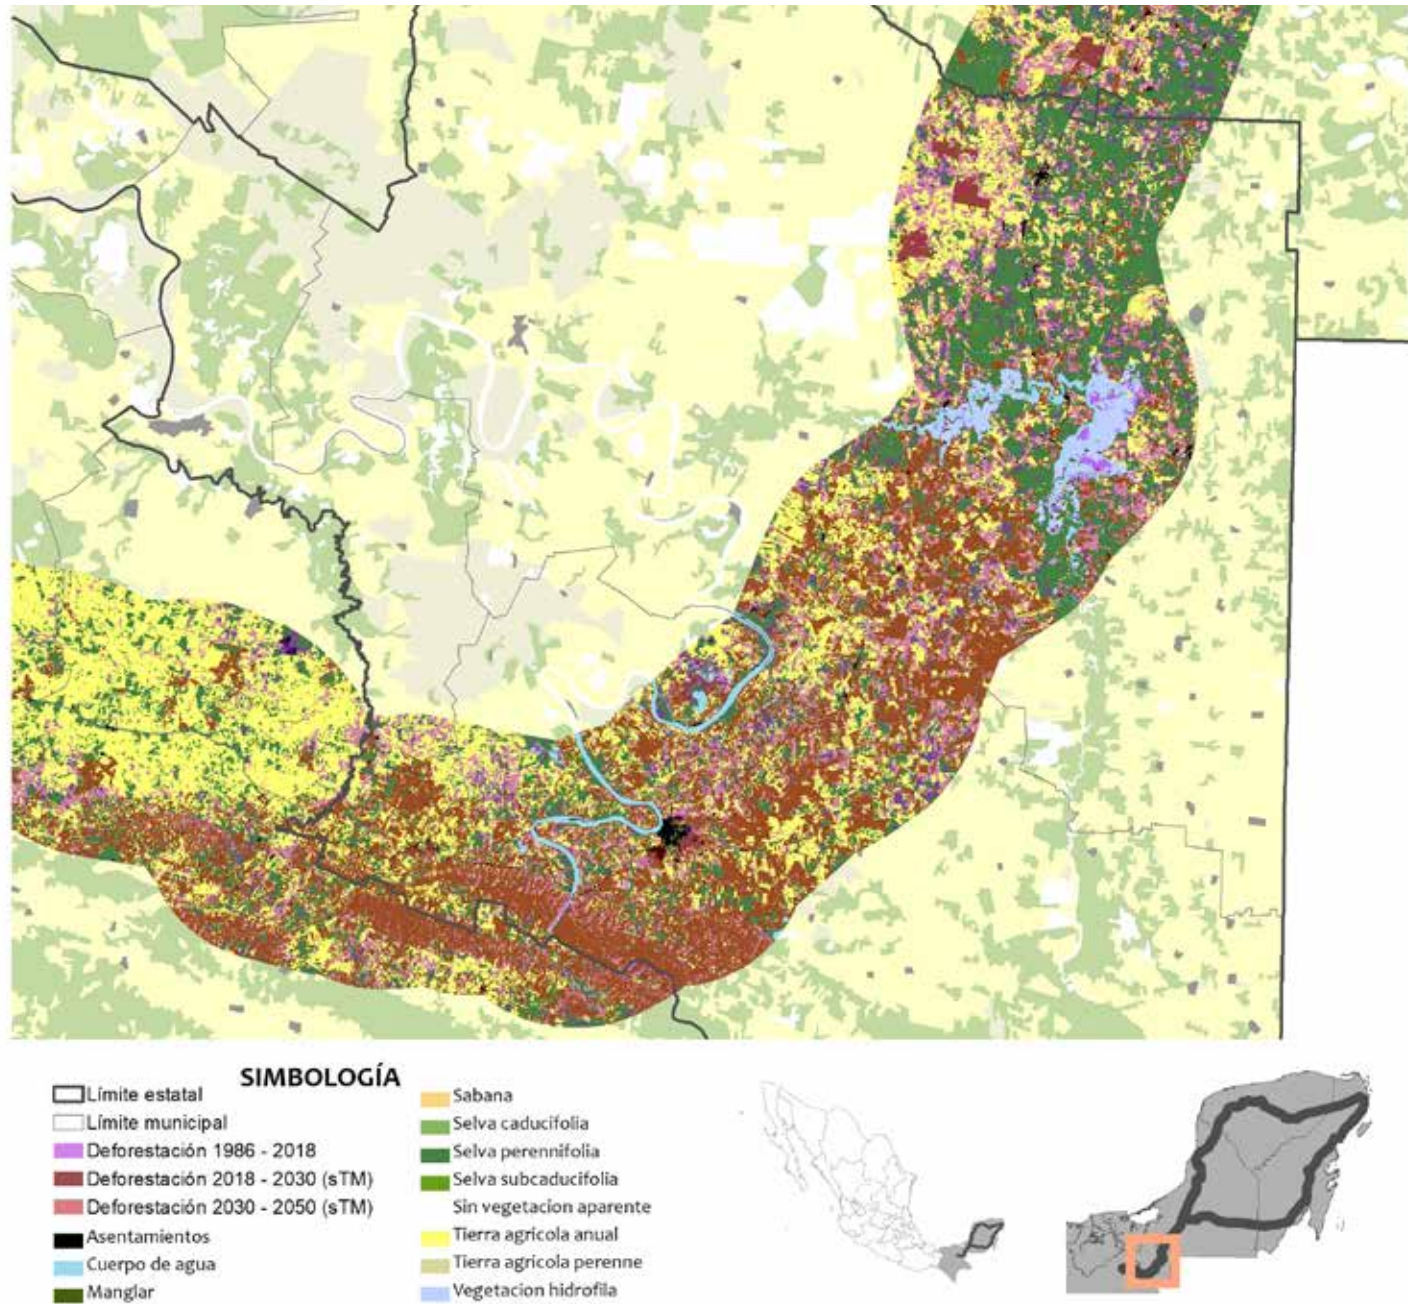 SIMBOLOGÍA
Límite estatal
Límite municipal
Deforestación 1986 - 2018
Deforestación 2018 - 2030 (sTM)
Deforestación 2030 - 2050 (sTM)
Asentamientos
Cuerpo de agua
Manglar
Sabana
Selva caducifolia
Selva perennifolia
Selva subcaducifolia
Sin vegetacion aparente
Tierra agricola anual
Tierra agricola perenne
Vegetacion hidrofila